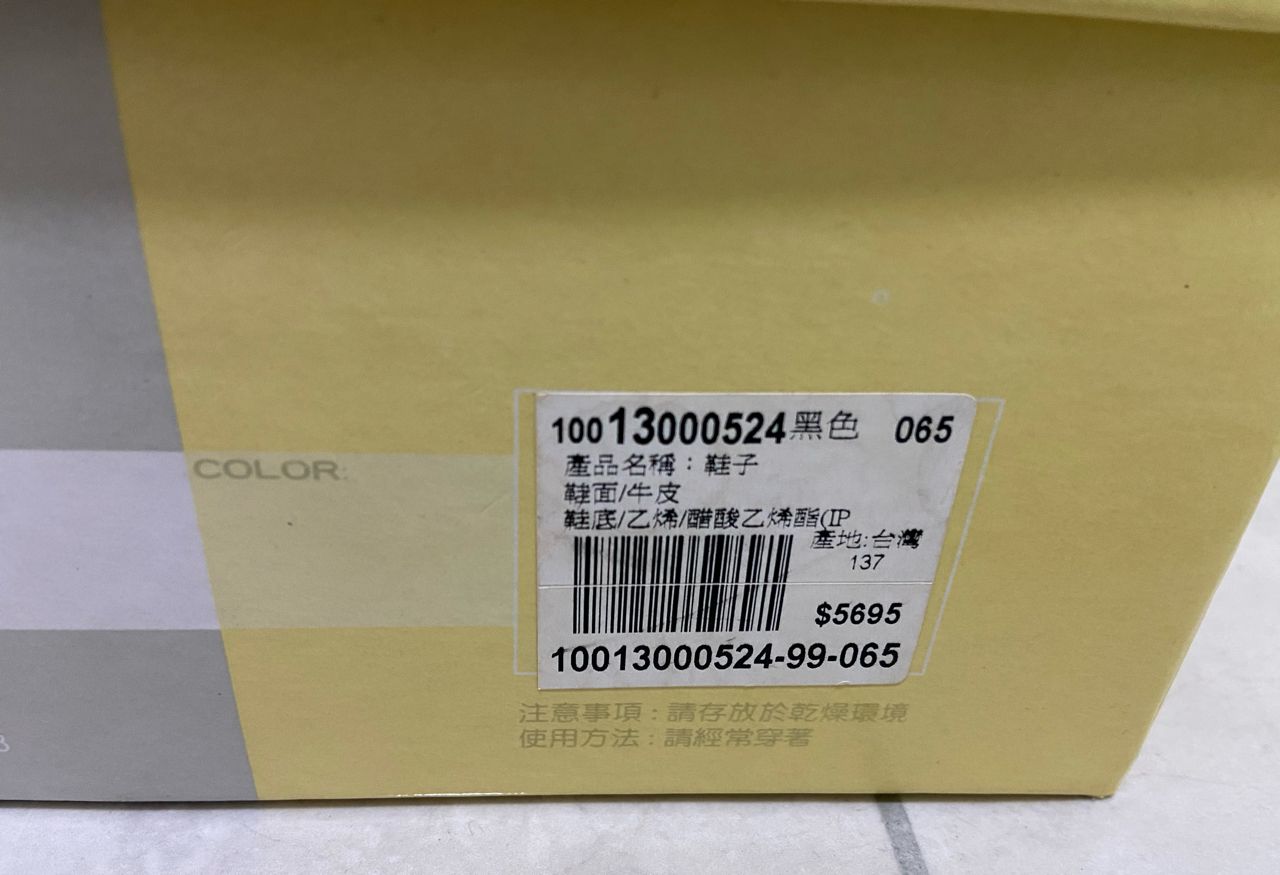 10013000524黑色 065
產品名稱：鞋子
鞋面/牛皮
鞋底/乙烯/醋酸乙烯酯(IP
產地:台灣
137
$5695
10013000524-99-065
COLOR:
注意事項：請存放於乾燥環境
使用方法：請經常穿著